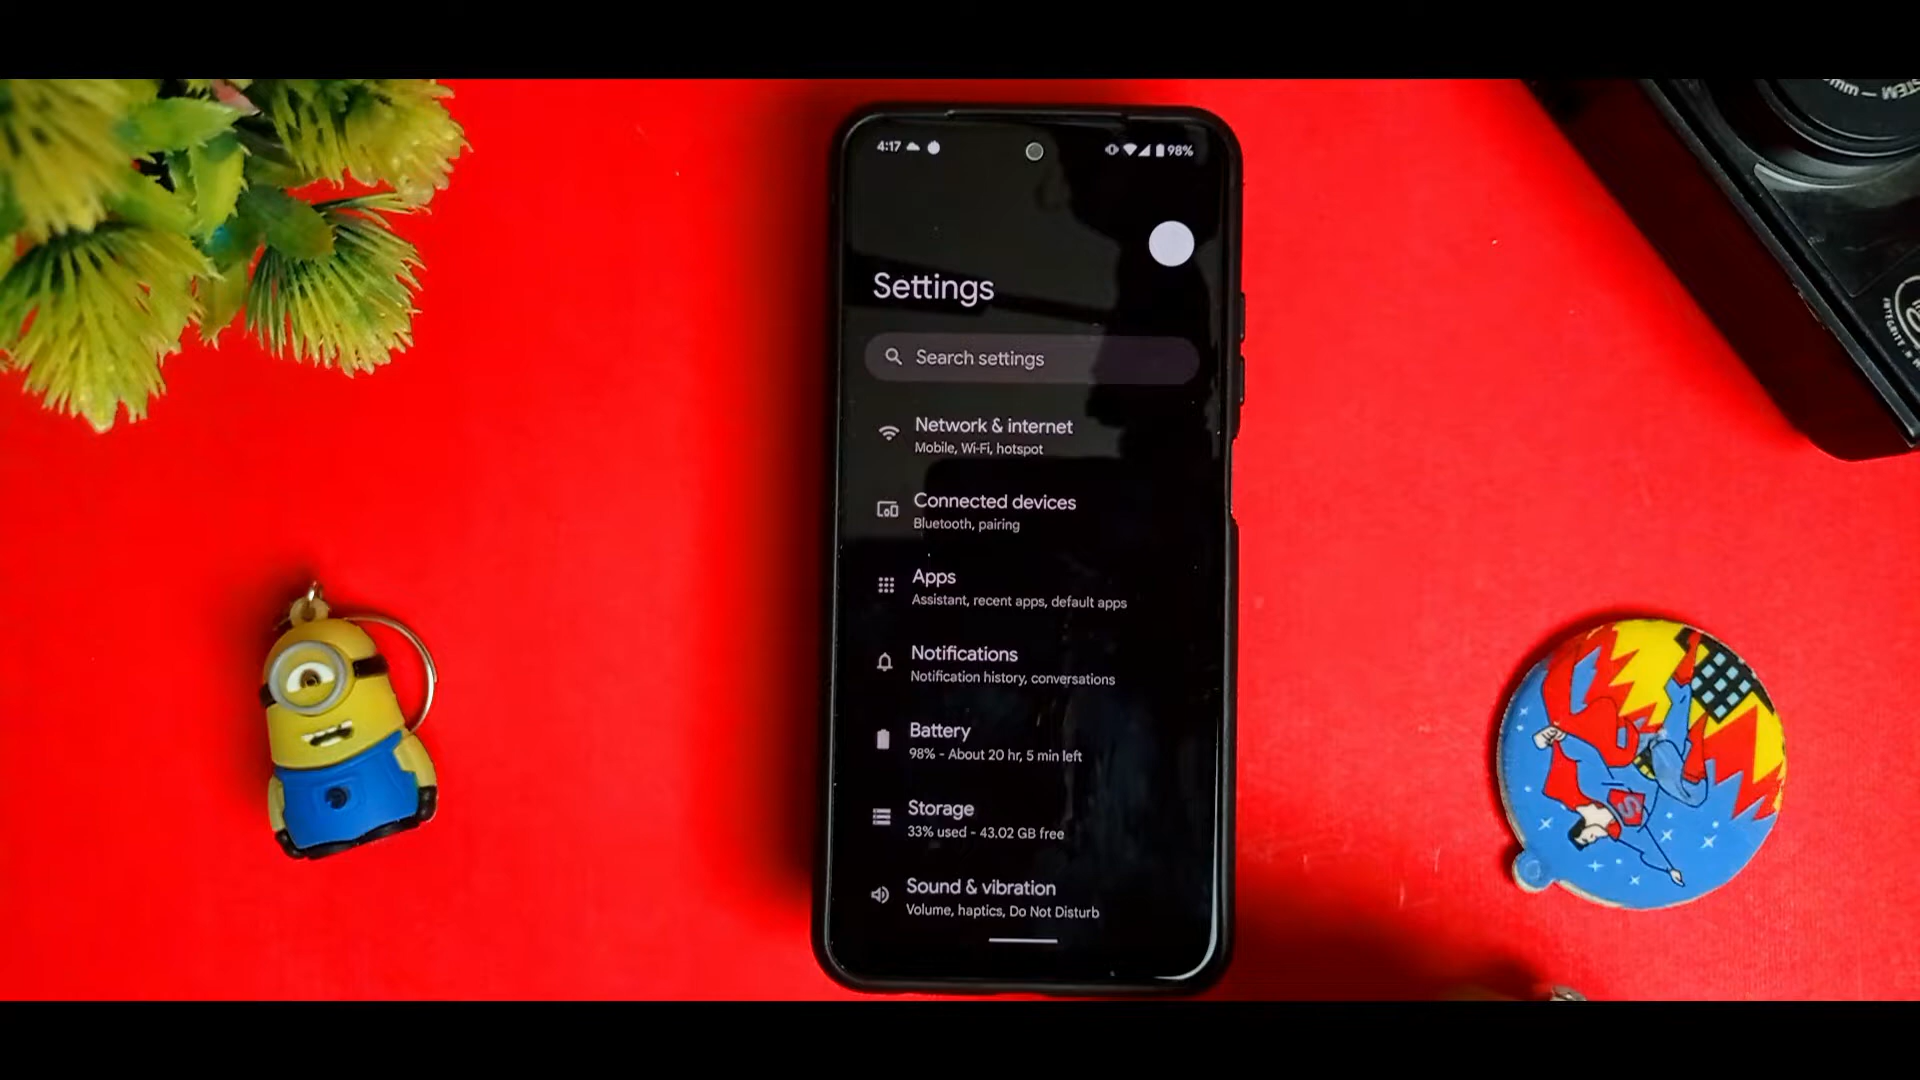 4:17
98%
Settings
Search settings
Network & internet
Mobile, Wi-Fi, hotspot
Connected devices
Bluetooth, pairing
Apps
Assistant, recent apps, default apps
Notifications
Notification history, conversations
Battery
98% - About 20 hr, 5 min left
Storage
33% used - 43.02 GB free
Sound & vibration
Volume, haptics, Do Not Disturb
mm —
INTEGRITY
S